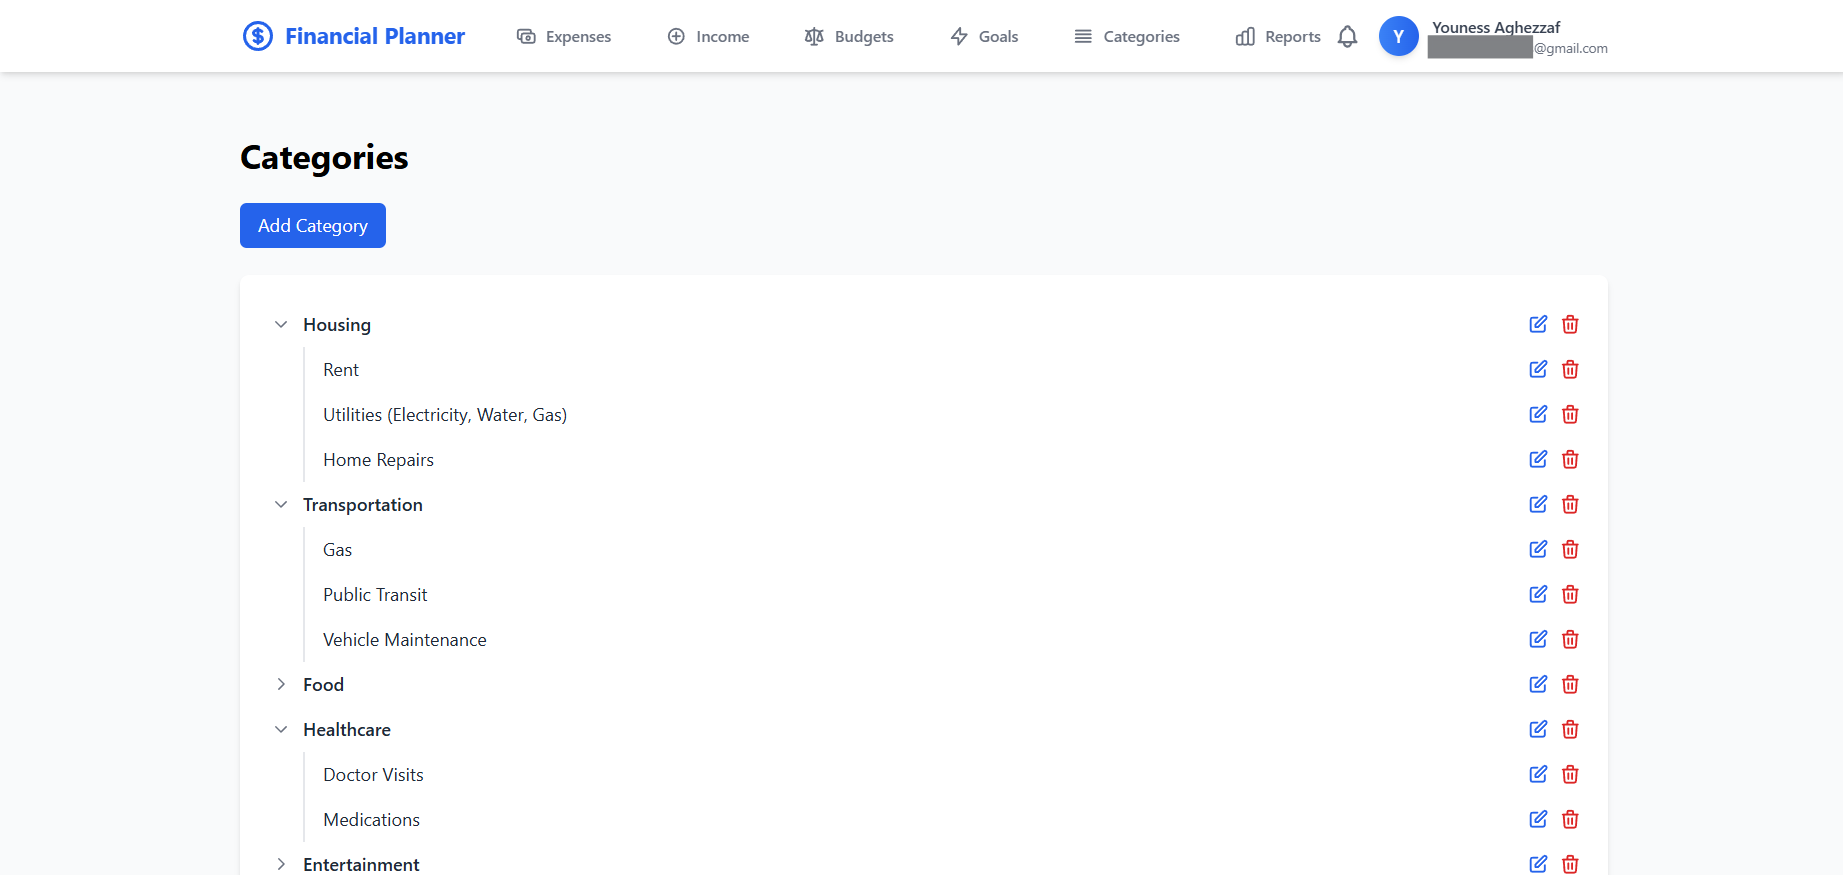 Financial Planner
Expenses
Income
Budgets
Goals
Categories
Reports
Y
Youness Aghezzaf
@gmail.com
Categories
Add Category
Housing
Rent
Utilities (Electricity, Water, Gas)
Home Repairs
Transportation
Gas
Public Transit
Vehicle Maintenance
Food
Healthcare
Doctor Visits
Medications
Entertainment